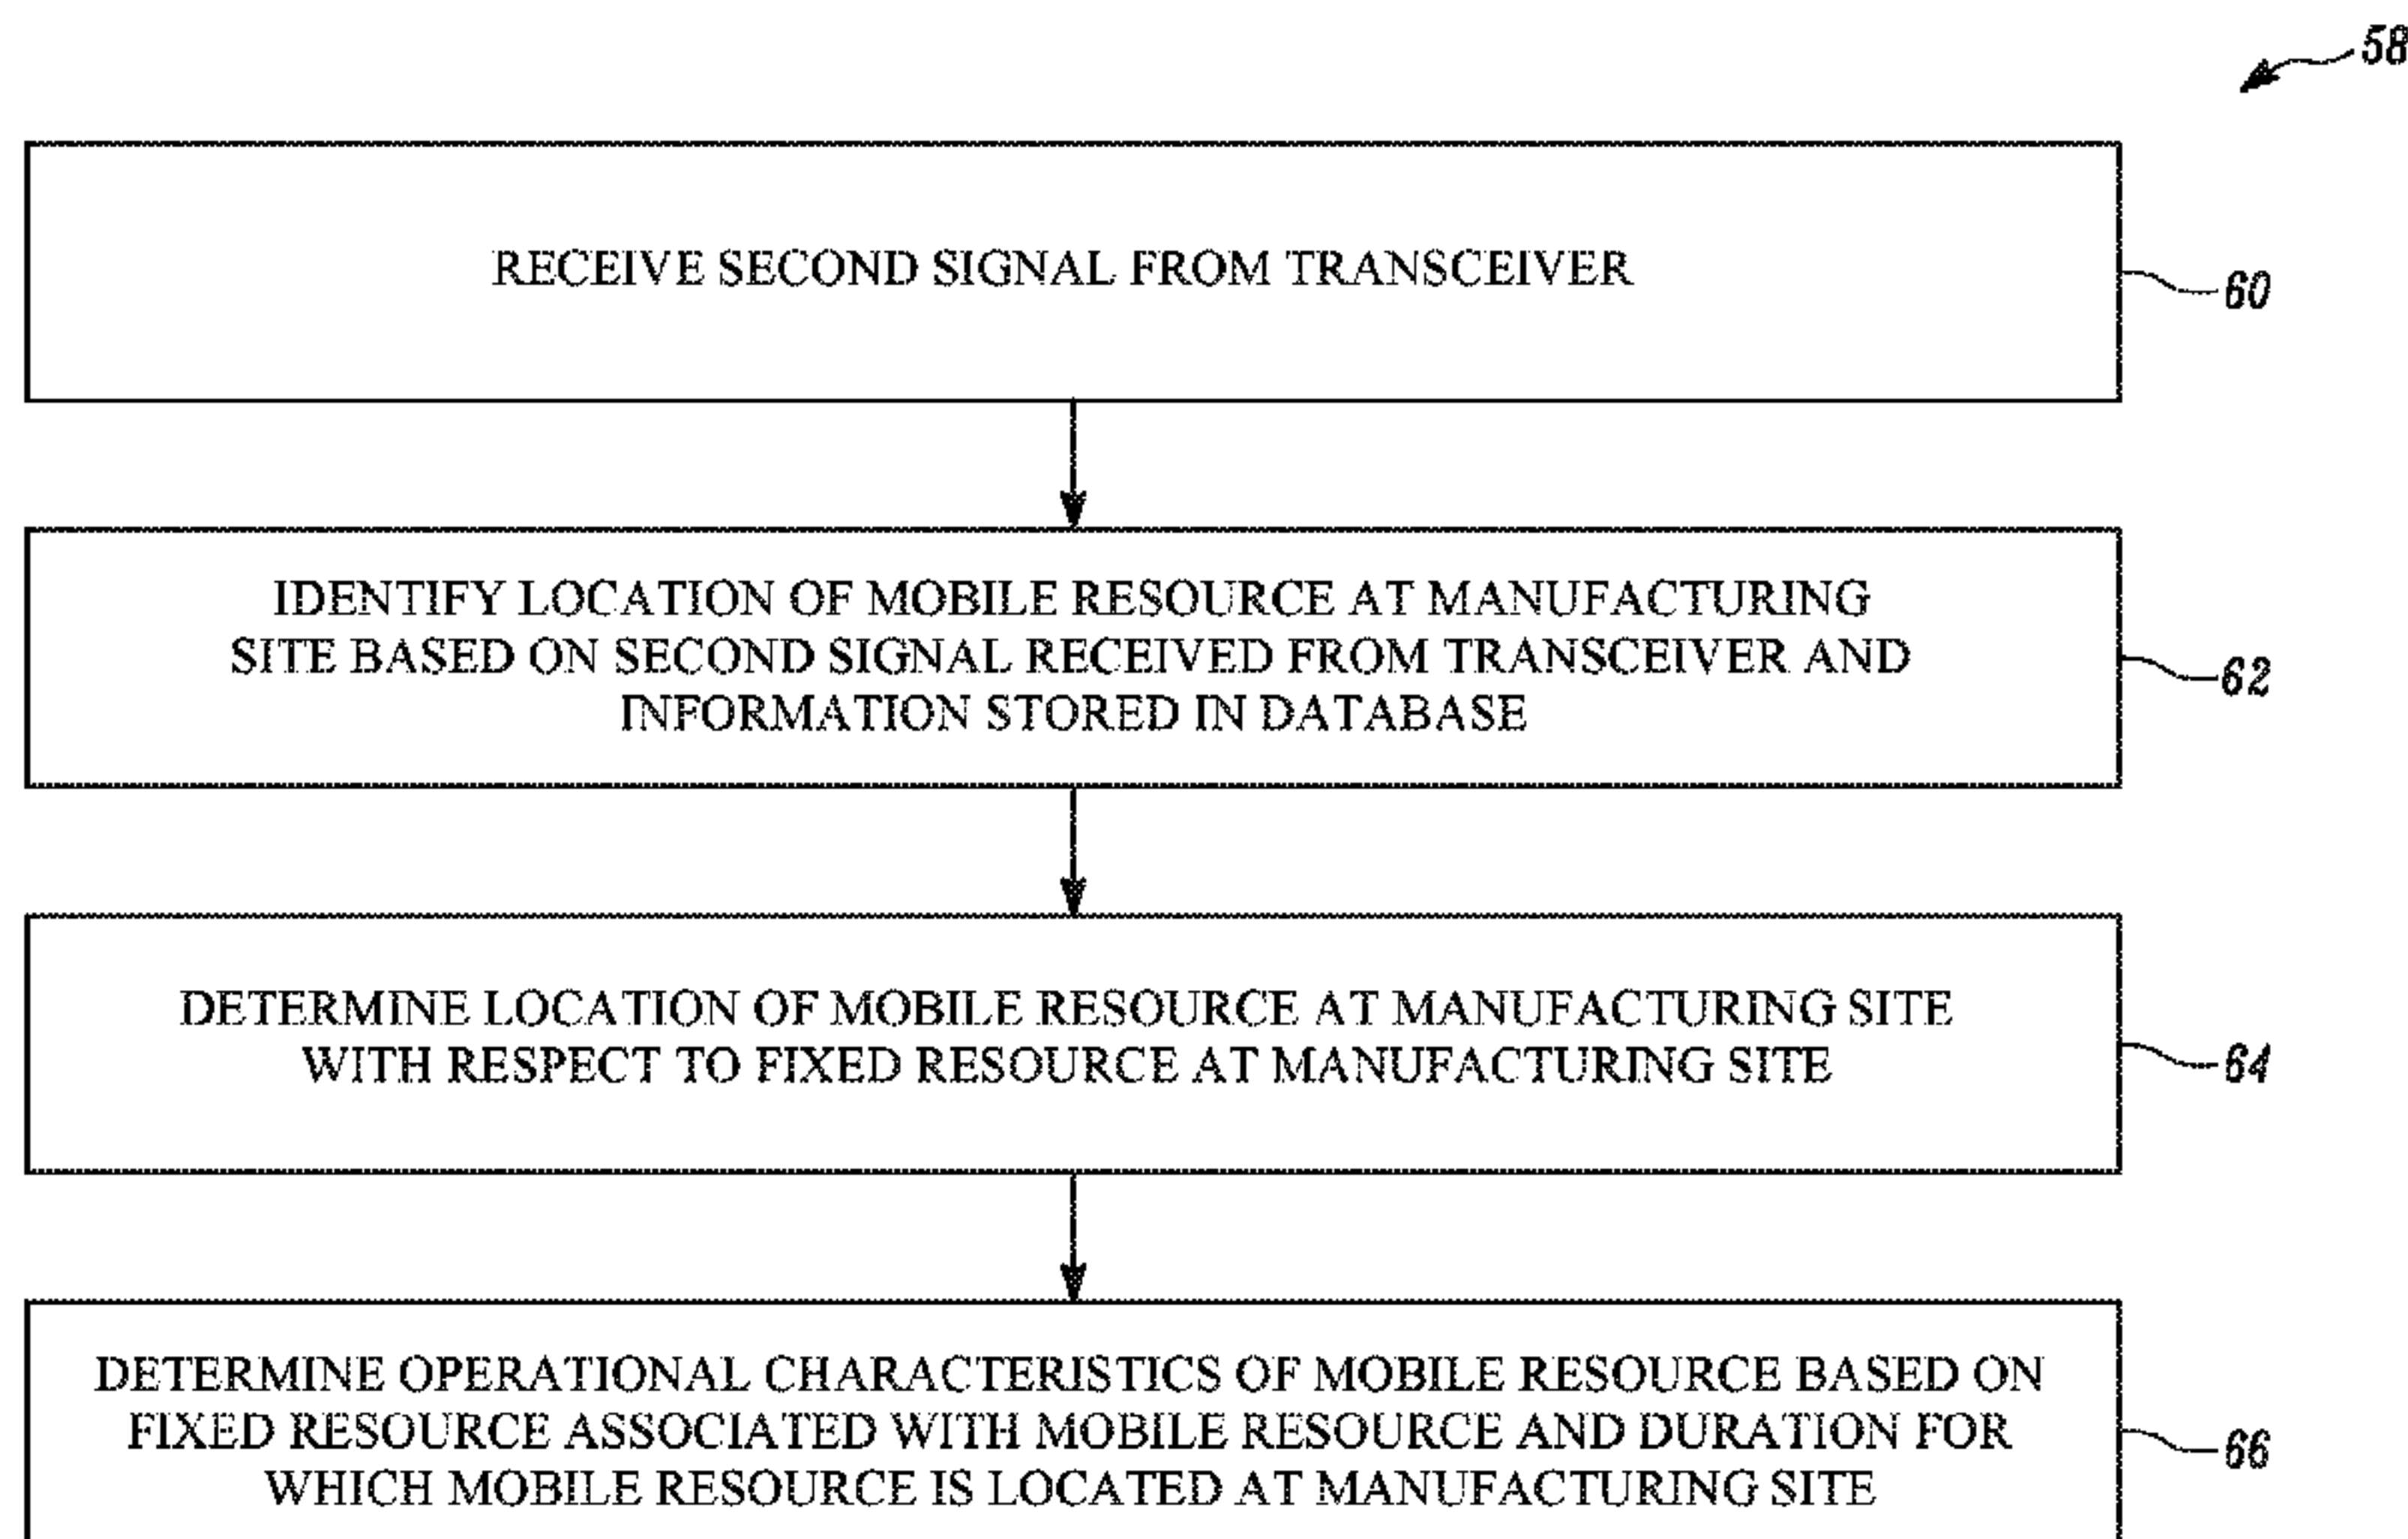 58
RECEIVE SECOND SIGNAL FROM TRANSCEIVER
60
IDENTIFY LOCATION OF MOBILE RESOURCE AT MANUFACTURING
SITE BASED ON SECOND SIGNAL RECEIVED FROM TRANSCEIVER AND
INFORMATION STORED IN DATABASE
62
DETERMINE LOCATION OF MOBILE RESOURCE AT MANUFACTURING SITE
WITH RESPECT TO FIXED RESOURCE AT MANUFACTURING SITE
64
DETERMINE OPERATIONAL CHARACTERISTICS OF MOBILE RESOURCE BASED ON
FIXED RESOURCE ASSOCIATED WITH MOBILE RESOURCE AND DURATION FOR
WHICH MOBILE RESOURCE IS LOCATED AT MANUFACTURING SITE
66